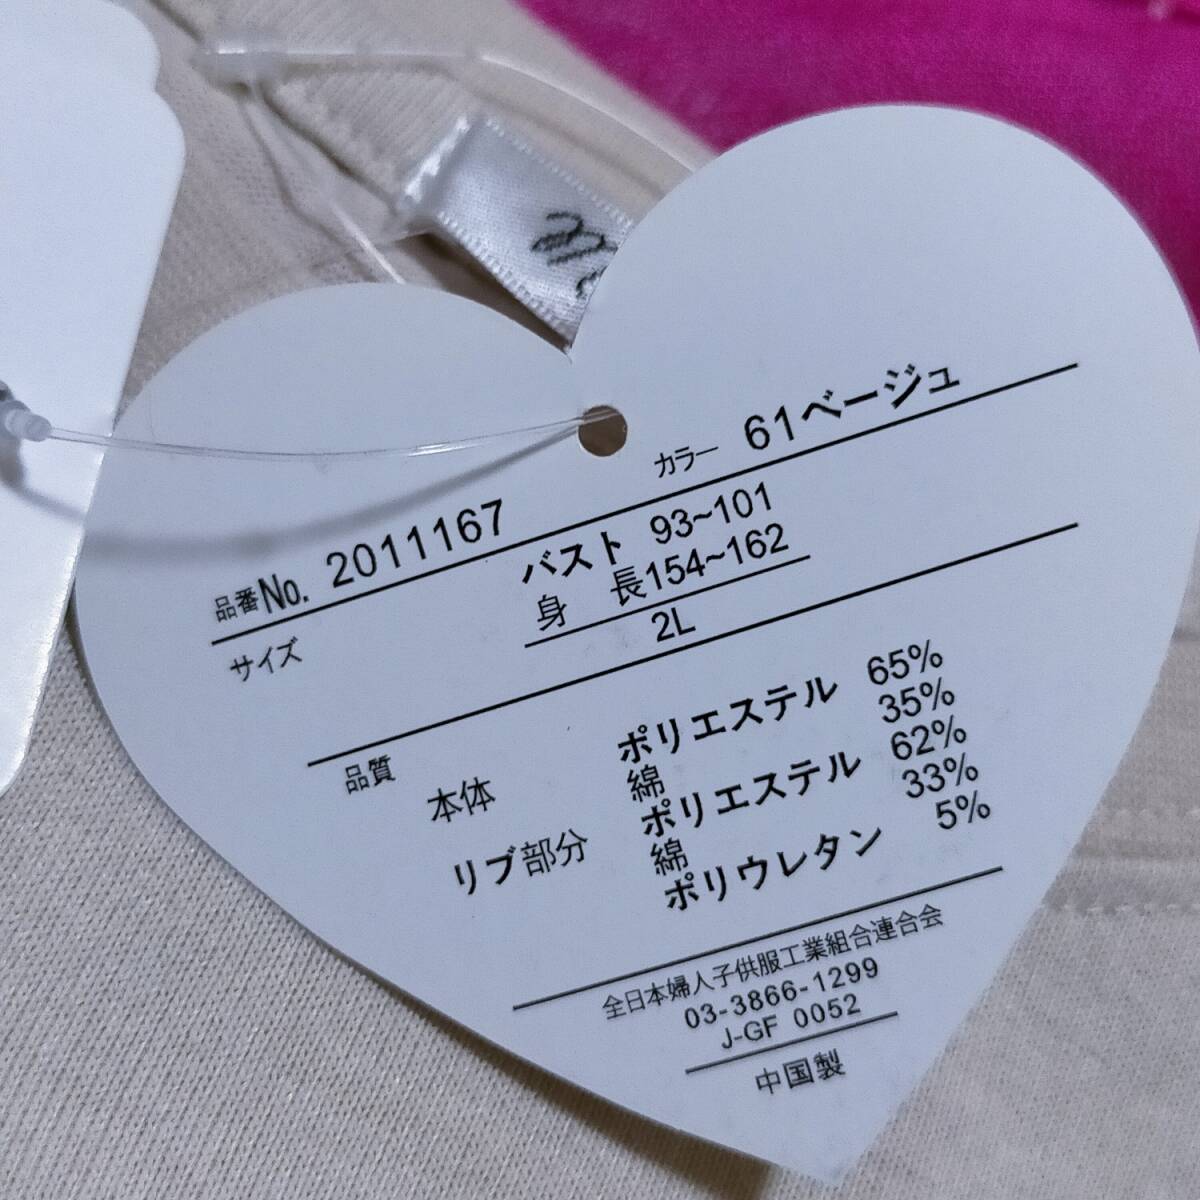 品番No. 2011167 カラー 61ベージュ
サイズ バスト 93~101
身 長154~162
2L
品質 本体 ポリエステル 65%
綿 35%
リブ部分 ポリエステル 62%
綿 33%
ポリウレタン 5%
全日本婦人子供服工業組合連合会
03-3866-1299
J-GF 0052
中国製